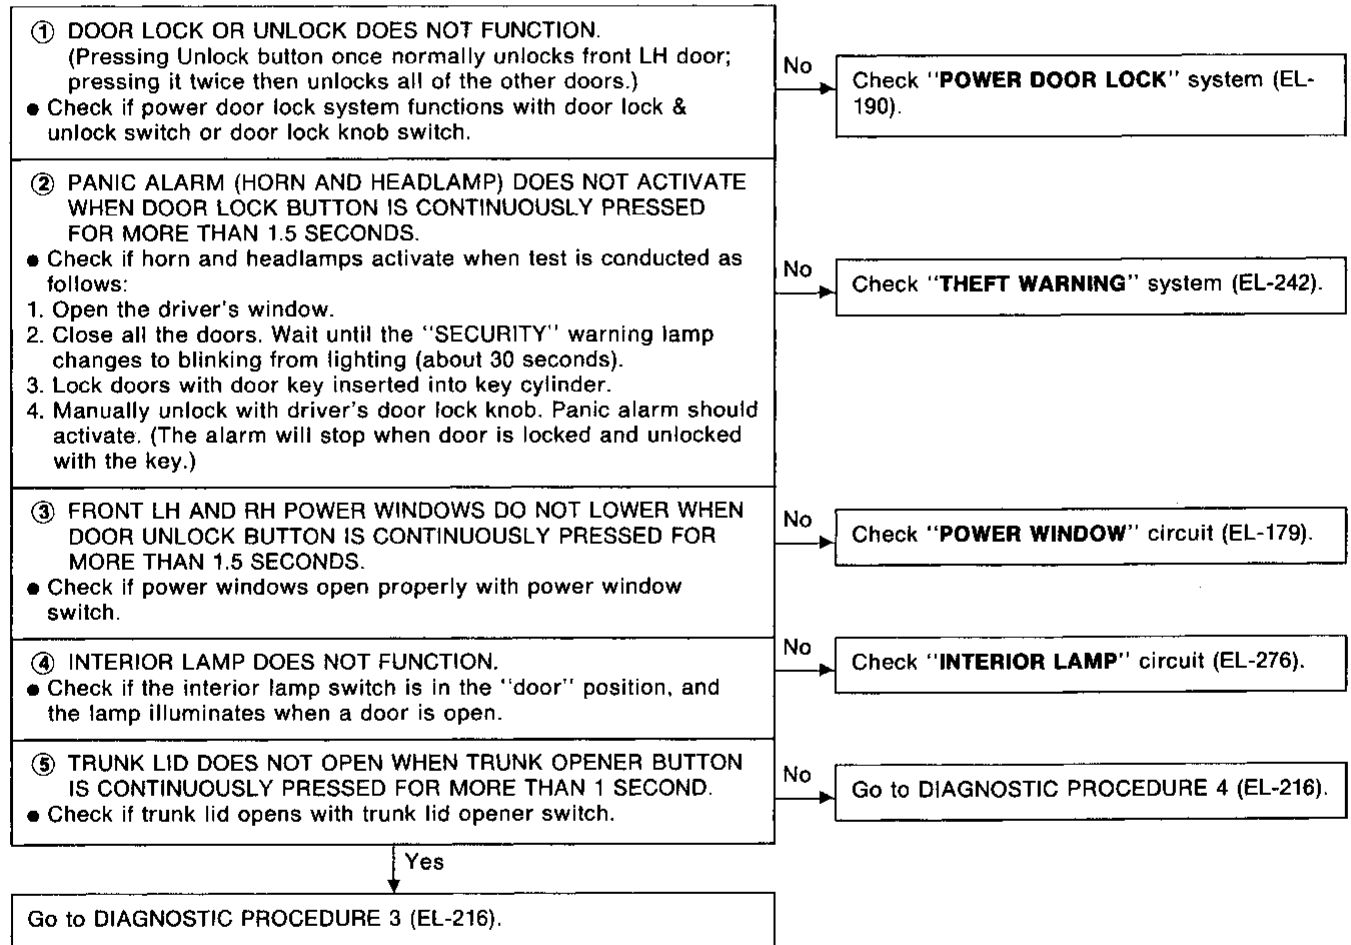 ① DOOR LOCK OR UNLOCK DOES NOT FUNCTION.
(Pressing Unlock button once normally unlocks front LH door;
pressing it twice then unlocks all of the other doors.)
● Check if power door lock system functions with door lock &
unlock switch or door lock knob switch.
No
Check "POWER DOOR LOCK" system (EL-
190).
② PANIC ALARM (HORN AND HEADLAMP) DOES NOT ACTIVATE
WHEN DOOR LOCK BUTTON IS CONTINUOUSLY PRESSED
FOR MORE THAN 1.5 SECONDS.
● Check if horn and headlamps activate when test is conducted as
follows:
1. Open the driver's window.
2. Close all the doors. Wait until the "SECURITY" warning lamp
changes to blinking from lighting (about 30 seconds).
3. Lock doors with door key inserted into key cylinder.
4. Manually unlock with driver's door lock knob. Panic alarm should
activate. (The alarm will stop when door is locked and unlocked
with the key.)
No
Check "THEFT WARNING" system (EL-242).
③ FRONT LH AND RH POWER WINDOWS DO NOT LOWER WHEN
DOOR UNLOCK BUTTON IS CONTINUOUSLY PRESSED FOR
MORE THAN 1.5 SECONDS.
● Check if power windows open properly with power window
switch.
No
Check "POWER WINDOW" circuit (EL-179).
④ INTERIOR LAMP DOES NOT FUNCTION.
● Check if the interior lamp switch is in the "door" position, and
the lamp illuminates when a door is open.
No
Check "INTERIOR LAMP" circuit (EL-276).
⑤ TRUNK LID DOES NOT OPEN WHEN TRUNK OPENER BUTTON
IS CONTINUOUSLY PRESSED FOR MORE THAN 1 SECOND.
● Check if trunk lid opens with trunk lid opener switch.
No
Go to DIAGNOSTIC PROCEDURE 4 (EL-216).
Yes
Go to DIAGNOSTIC PROCEDURE 3 (EL-216).